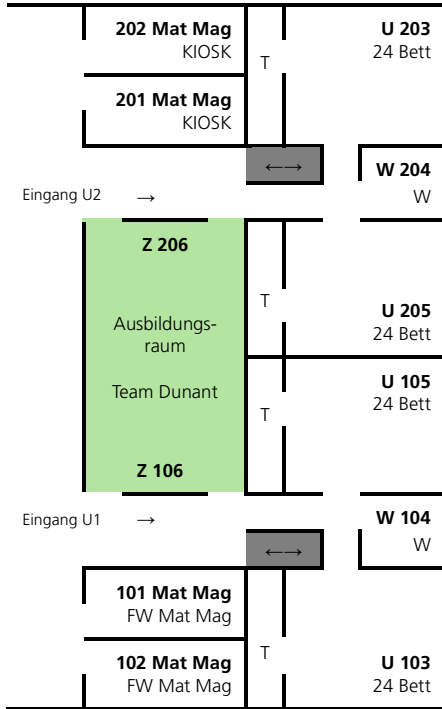 202 Mat Mag
KIOSK
T
U 203
24 Bett
201 Mat Mag
KIOSK
←→
W 204
W
Eingang U2 →
Z 206
Ausbildungs-
raum
Team Dunant
Z 106
T
U 205
24 Bett
U 105
24 Bett
T
Eingang U1 →
W 104
W
←→
101 Mat Mag
FW Mat Mag
102 Mat Mag
FW Mat Mag
T
U 103
24 Bett